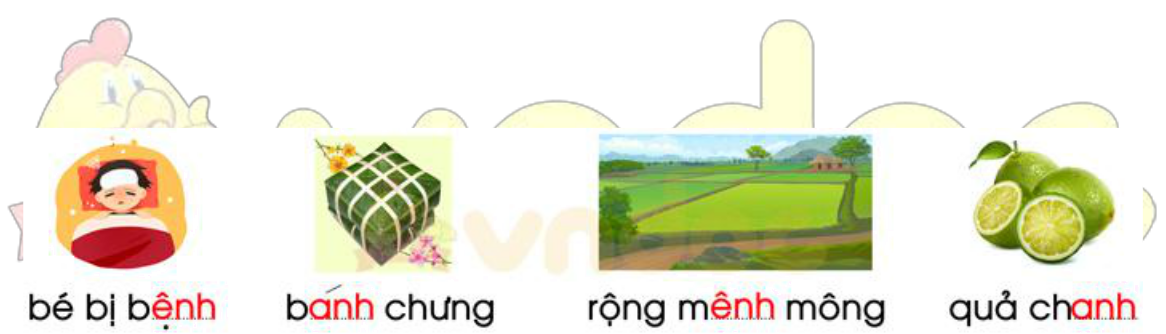 bé bị bệnh
bánh chưng
rộng mênh mông
quả chanh